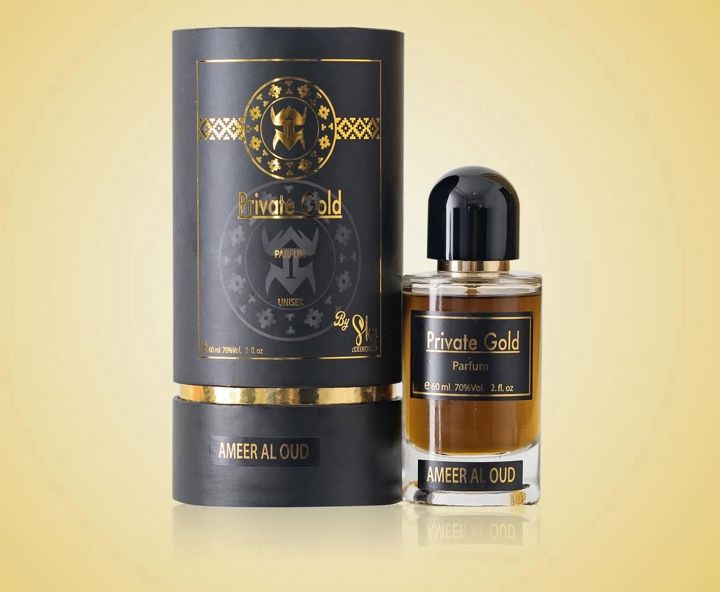 Private Gold
PARFUM
UNISEX
By
60 ml 70%Vol. 2 fl. oz
AMEER AL OUD
Private Gold
Parfum
e 60 ml 70%Vol. 2.fl.oz
AMEER AL OUD